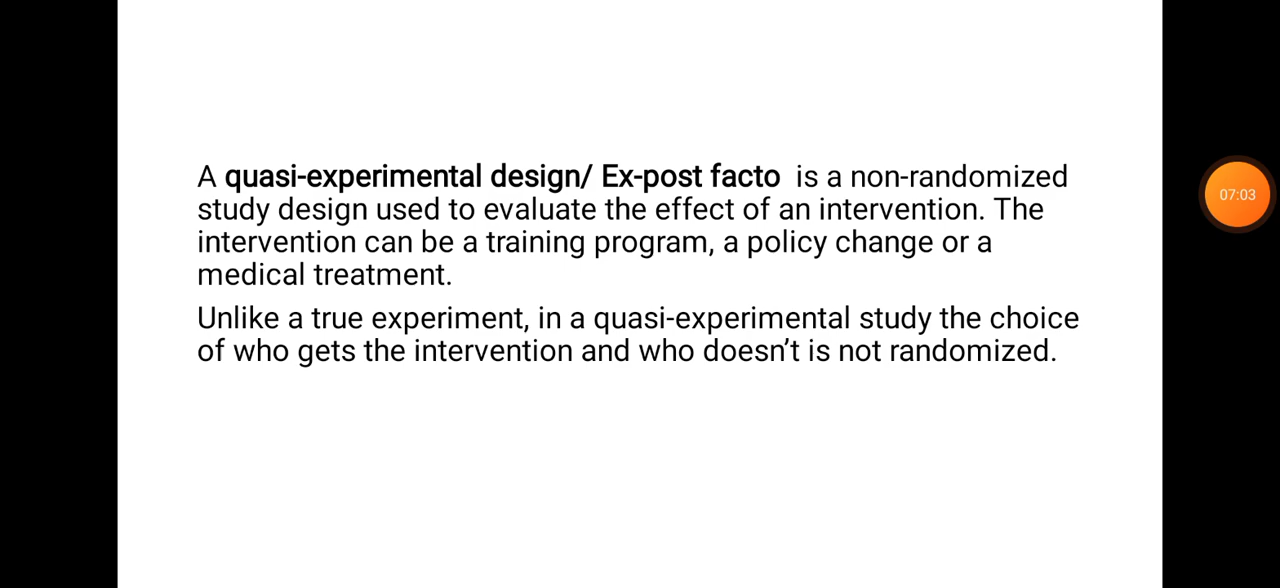 A quasi-experimental design/ Ex-post facto is a non-randomized
study design used to evaluate the effect of an intervention. The
intervention can be a training program, a policy change or a
medical treatment.
Unlike a true experiment, in a quasi-experimental study the choice
of who gets the intervention and who doesn’t is not randomized.
07:03